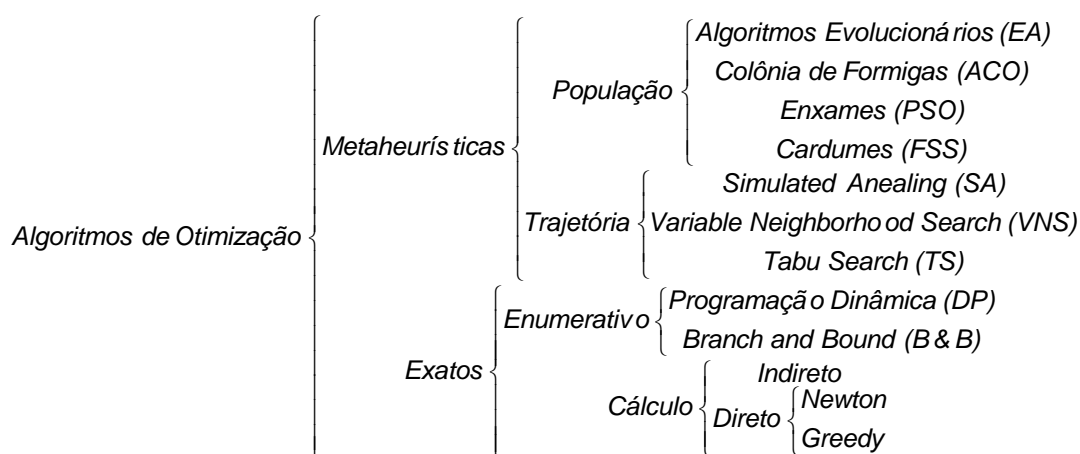 Algoritmos Evolucioná rios (EA)
Colônia de Formigas (ACO)
População
Enxames (PSO)
Cardumes (FSS)
Metaheurís ticas
Simulated Anealing (SA)
Trajetória Variable Neighborho od Search (VNS)
Tabu Search (TS)
Algoritmos de Otimização
Programaçã o Dinâmica (DP)
Enumerativ o
Branch and Bound (B & B)
Exatos
Indireto
Cálculo
Newton
Direto
Greedy